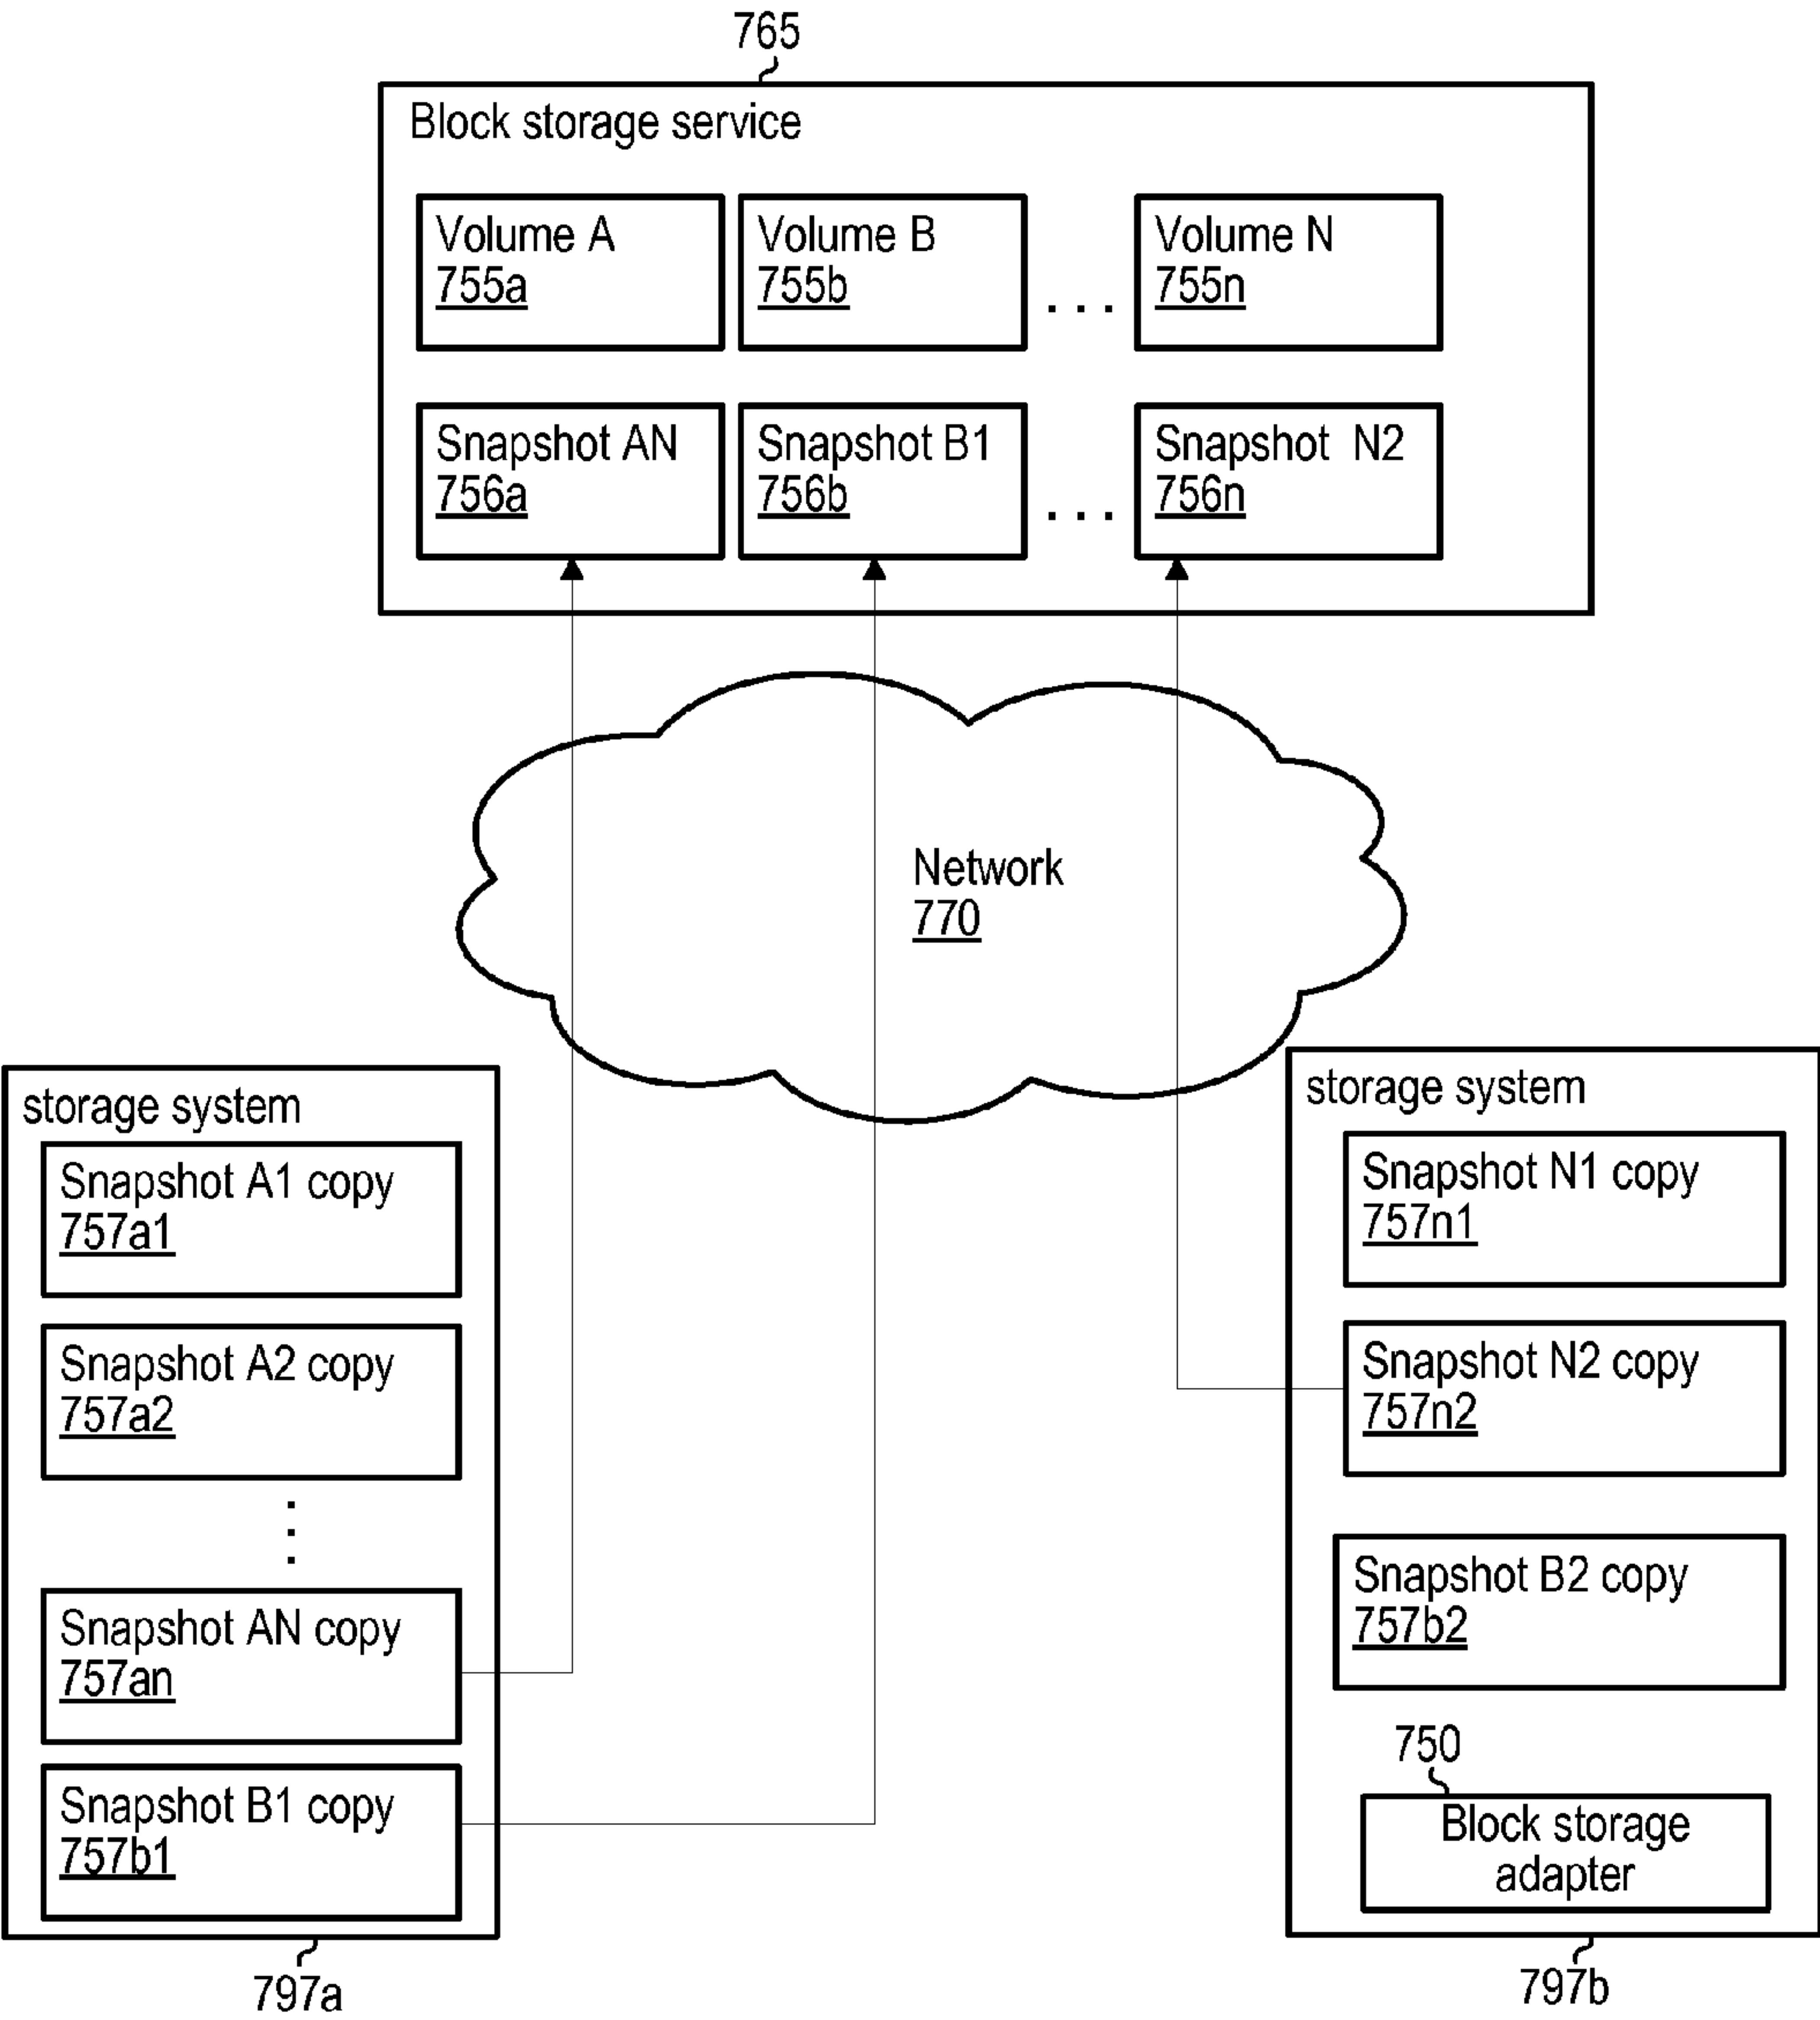 765
Block storage service
Volume A
755a
Volume B
755b
. . .
Volume N
755n
Snapshot AN
756a
Snapshot B1
756b
. . .
Snapshot N2
756n
Network
770
storage system
Snapshot A1 copy
757a1
Snapshot A2 copy
757a2
Snapshot AN copy
757an
Snapshot B1 copy
757b1
797a
storage system
Snapshot N1 copy
757n1
Snapshot N2 copy
757n2
Snapshot B2 copy
757b2
750
Block storage
adapter
797b